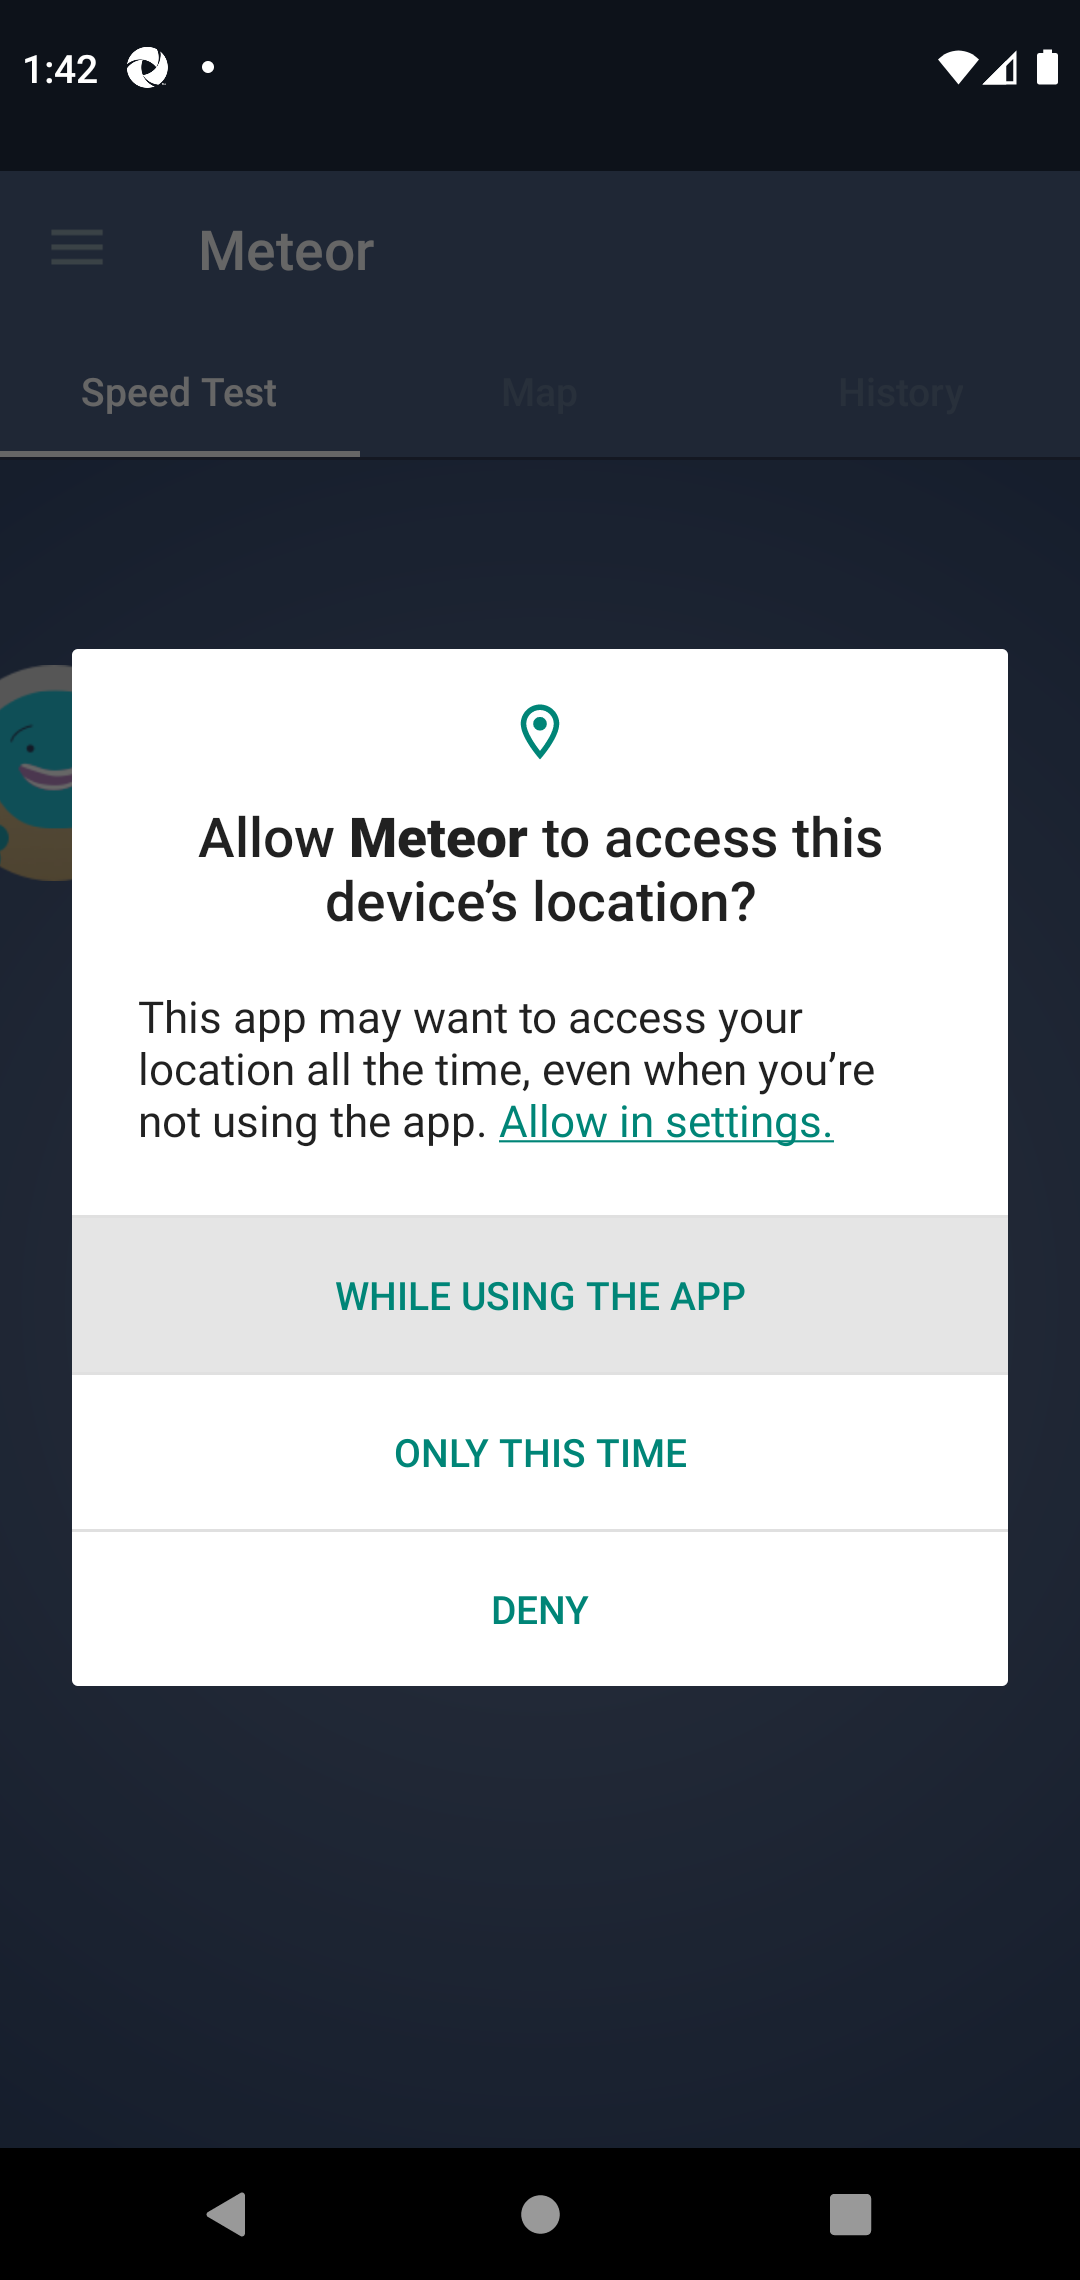 1:42
Meteor
Speed Test
Map
History
Allow Meteor to access this
device’s location?
This app may want to access your
location all the time, even when you’re
not using the app. Allow in settings.
WHILE USING THE APP
ONLY THIS TIME
DENY